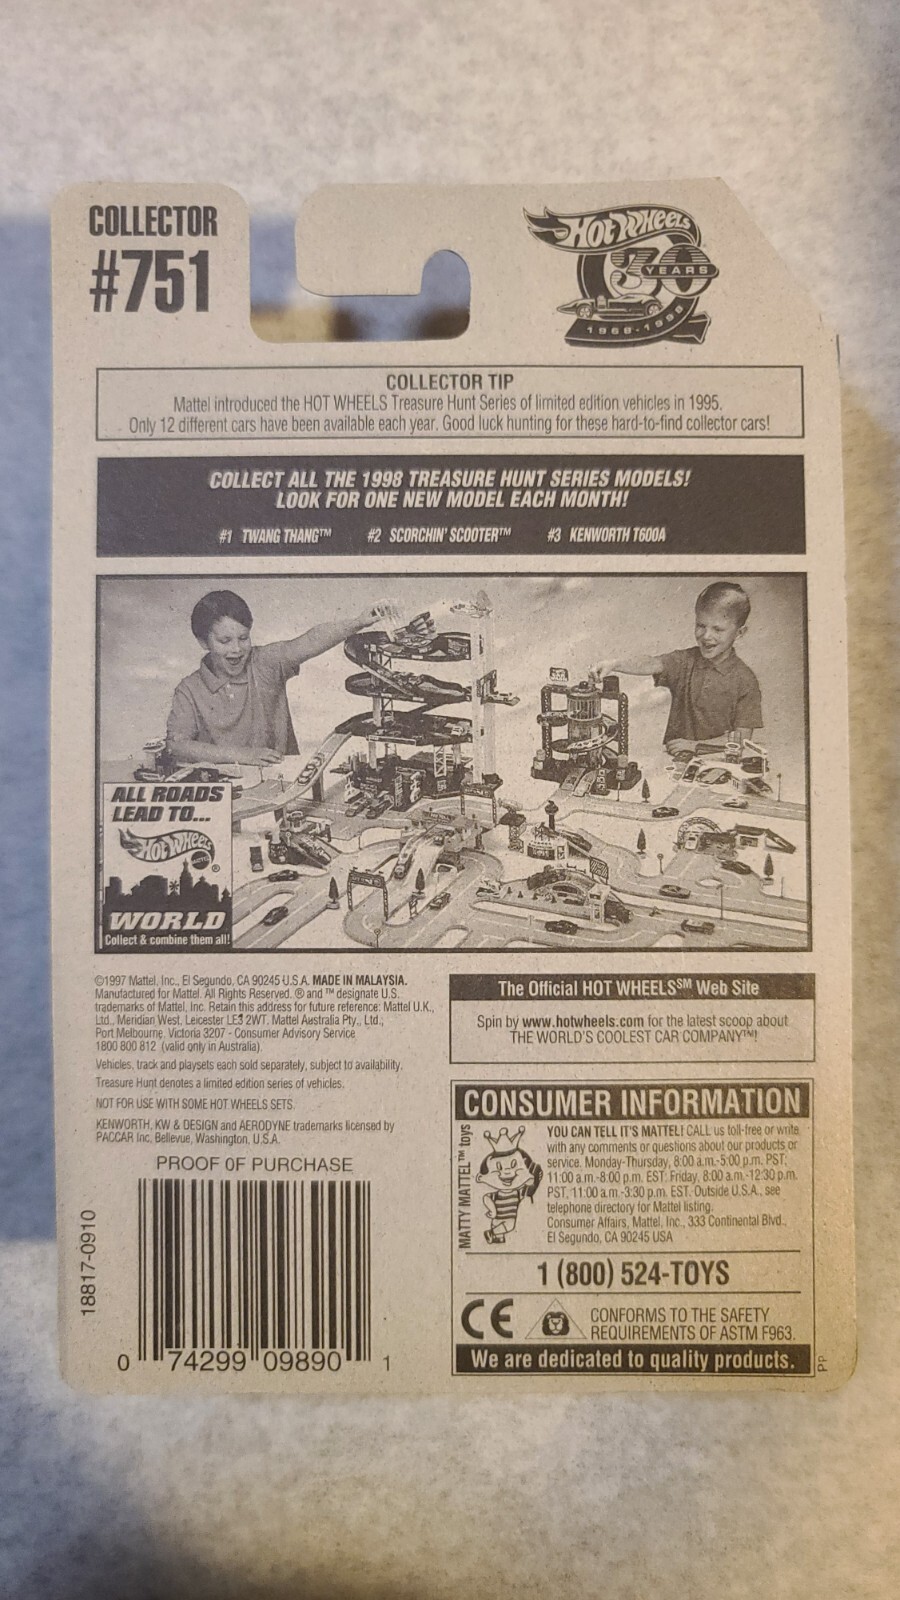 COLLECTOR
#751
HOT WHEELS
30
YEARS
1968-1998
COLLECTOR TIP
Mattel introduced the HOT WHEELS Treasure Hunt Series of limited edition vehicles in 1995.
Only 12 different cars have been available each year. Good luck hunting for these hard-to-find collector cars!
COLLECT ALL THE 1998 TREASURE HUNT SERIES MODELS!
LOOK FOR ONE NEW MODEL EACH MONTH!
#1 TWANG THANG™ #2 SCORCHIN' SCOOTER™ #3 KENWORTH T600A
ALL ROADS
LEAD TO...
Hot Wheels
MATTEL ®
WORLD
Collect & combine them all!
©1997 Mattel, Inc., El Segundo, CA 90245 U.S.A. MADE IN MALAYSIA.
Manufactured for Mattel. All Rights Reserved. ® and ™ designate U.S.
trademarks of Mattel, Inc. Retain this address for future reference: Mattel U.K.,
Ltd., Meridian West, Leicester LE3 2WT. Mattel Australia Pty., Ltd.,
Port Melbourne, Victoria 3207 - Consumer Advisory Service
1800 800 812 (valid only in Australia).
Vehicles, track and playsets each sold separately, subject to availability.
Treasure Hunt denotes a limited edition series of vehicles.
NOT FOR USE WITH SOME HOT WHEELS SETS.
KENWORTH, KW & DESIGN and AERODYNE trademarks licensed by
PACCAR Inc, Bellevue, Washington, U.S.A.
PROOF OF PURCHASE
18817-0910
0 74299 09890 1
The Official HOT WHEELS℠ Web Site
Spin by www.hotwheels.com for the latest scoop about
THE WORLD'S COOLEST CAR COMPANY™!
CONSUMER INFORMATION
MATTY MATTEL™ toys
YOU CAN TELL IT'S MATTEL! CALL us toll-free or write
with any comments or questions about our products or
service. Monday-Thursday, 8:00 a.m.-5:00 p.m. PST;
11:00 a.m.-8:00 p.m. EST. Friday, 8:00 a.m.-12:30 p.m.
PST, 11:00 a.m.-3:30 p.m. EST. Outside U.S.A., see
telephone directory for Mattel listing.
Consumer Affairs, Mattel, Inc., 333 Continental Blvd.,
El Segundo, CA 90245 USA
1 (800) 524-TOYS
CE
CONFORMS TO THE SAFETY
REQUIREMENTS OF ASTM F963.
We are dedicated to quality products.
PP